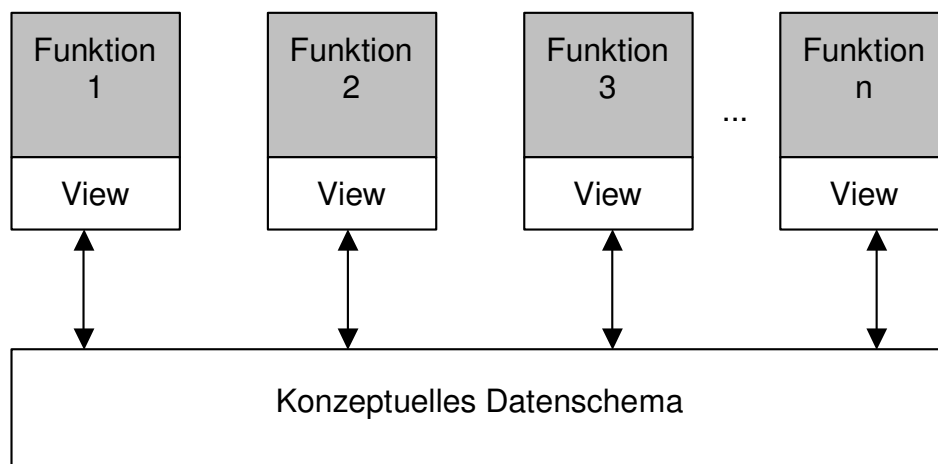 Funktion
1
Funktion
2
Funktion
3
...
Funktion
n
View
View
View
View
Konzeptuelles Datenschema